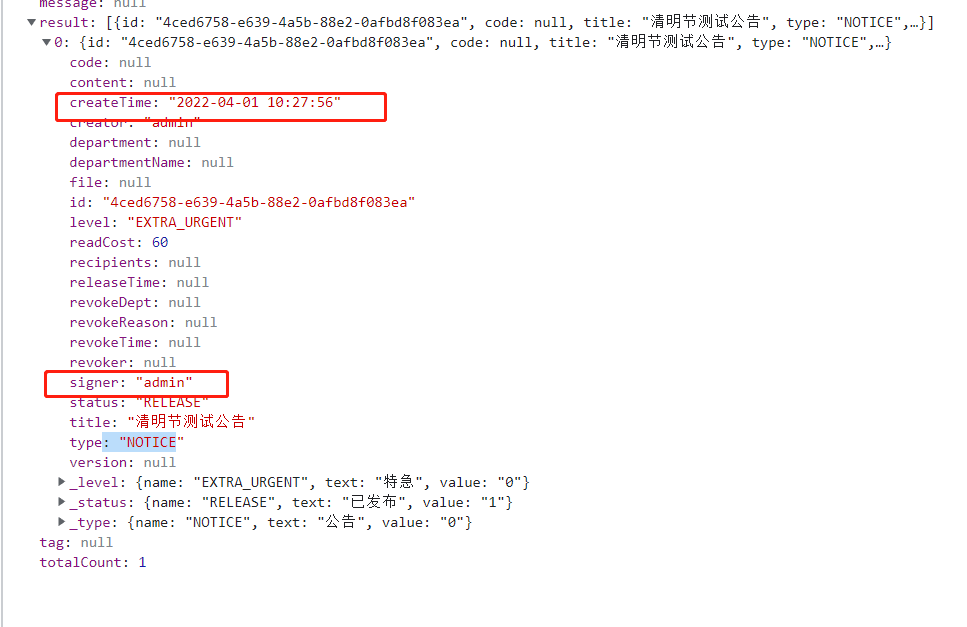 message: null
result: [{id: "4ced6758-e639-4a5b-88e2-0afbd8f083ea", code: null, title: "清明节测试公告", type: "NOTICE",…}]
0: {id: "4ced6758-e639-4a5b-88e2-0afbd8f083ea", code: null, title: "清明节测试公告", type: "NOTICE",…}
code: null
content: null
createTime: "2022-04-01 10:27:56"
creator: "admin"
department: null
departmentName: null
file: null
id: "4ced6758-e639-4a5b-88e2-0afbd8f083ea"
level: "EXTRA_URGENT"
readCost: 60
recipients: null
releaseTime: null
revokeDept: null
revokeReason: null
revokeTime: null
revoker: null
signer: "admin"
status: "RELEASE"
title: "清明节测试公告"
type: "NOTICE"
version: null
_level: {name: "EXTRA_URGENT", text: "特急", value: "0"}
_status: {name: "RELEASE", text: "已发布", value: "1"}
_type: {name: "NOTICE", text: "公告", value: "0"}
tag: null
totalCount: 1